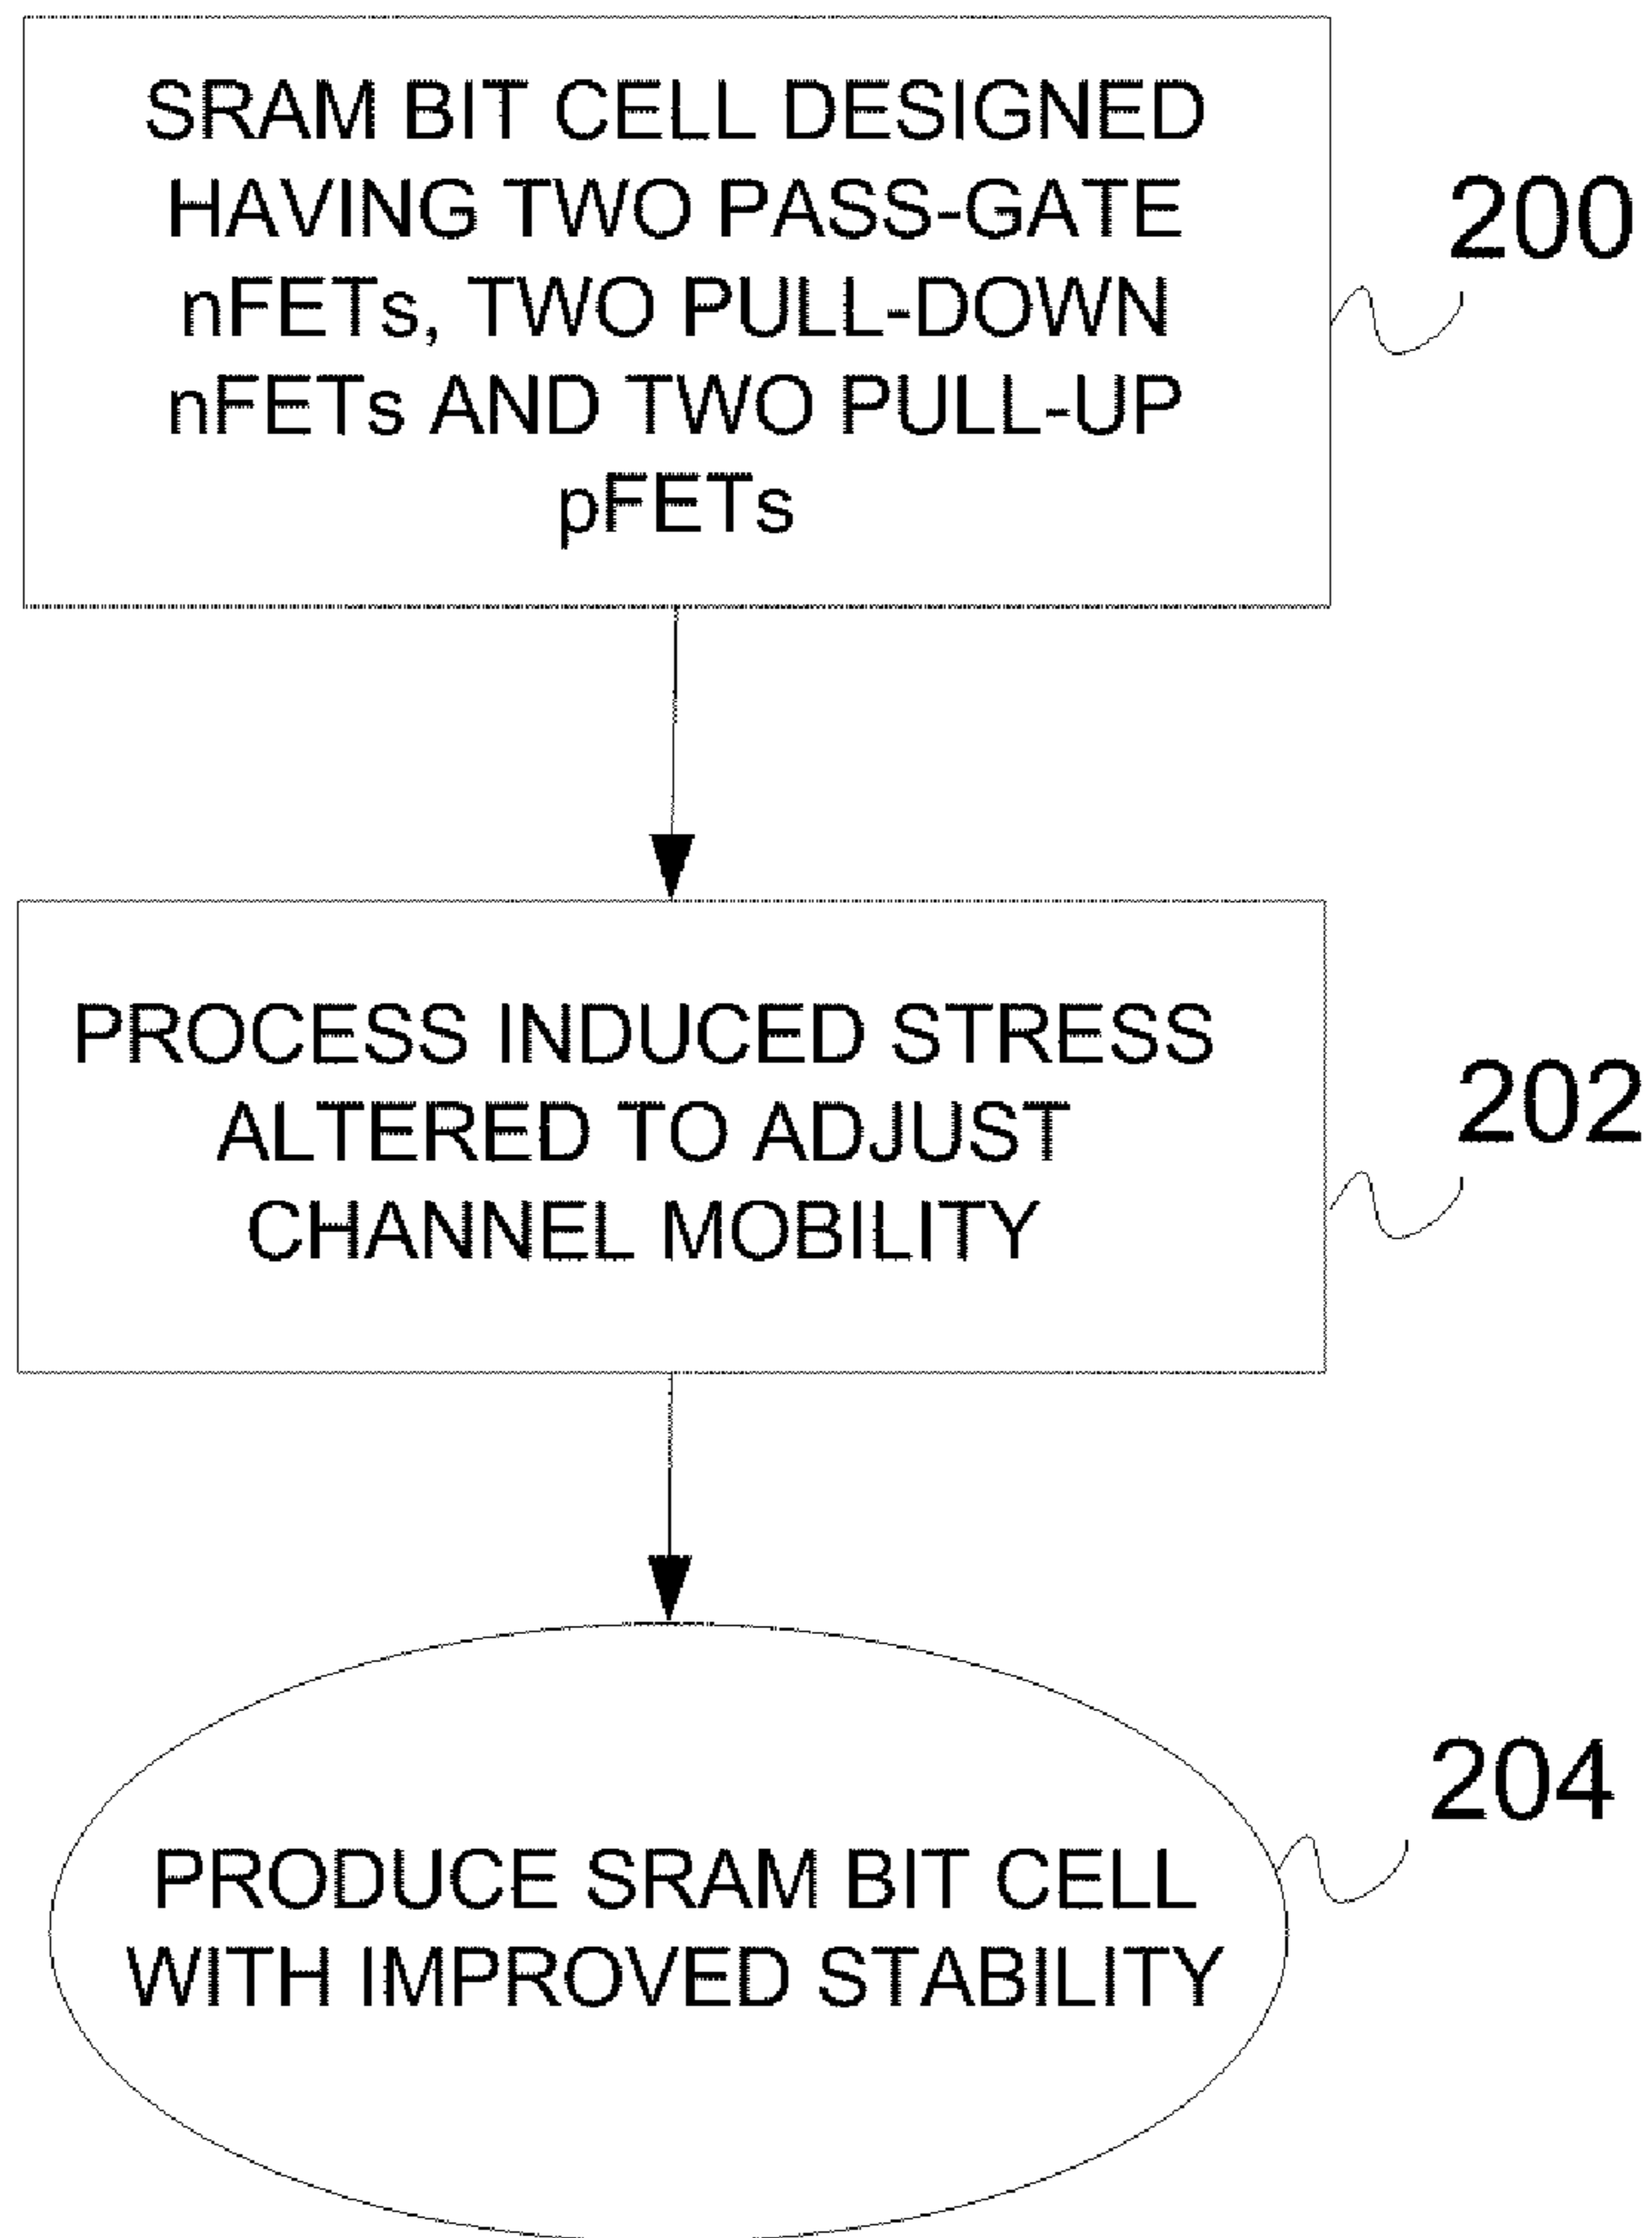 SRAM BIT CELL DESIGNED
HAVING TWO PASS-GATE
nFETs, TWO PULL-DOWN
nFETs AND TWO PULL-UP
pFETs
200
PROCESS INDUCED STRESS
ALTERED TO ADJUST
CHANNEL MOBILITY
202
PRODUCE SRAM BIT CELL
WITH IMPROVED STABILITY
204